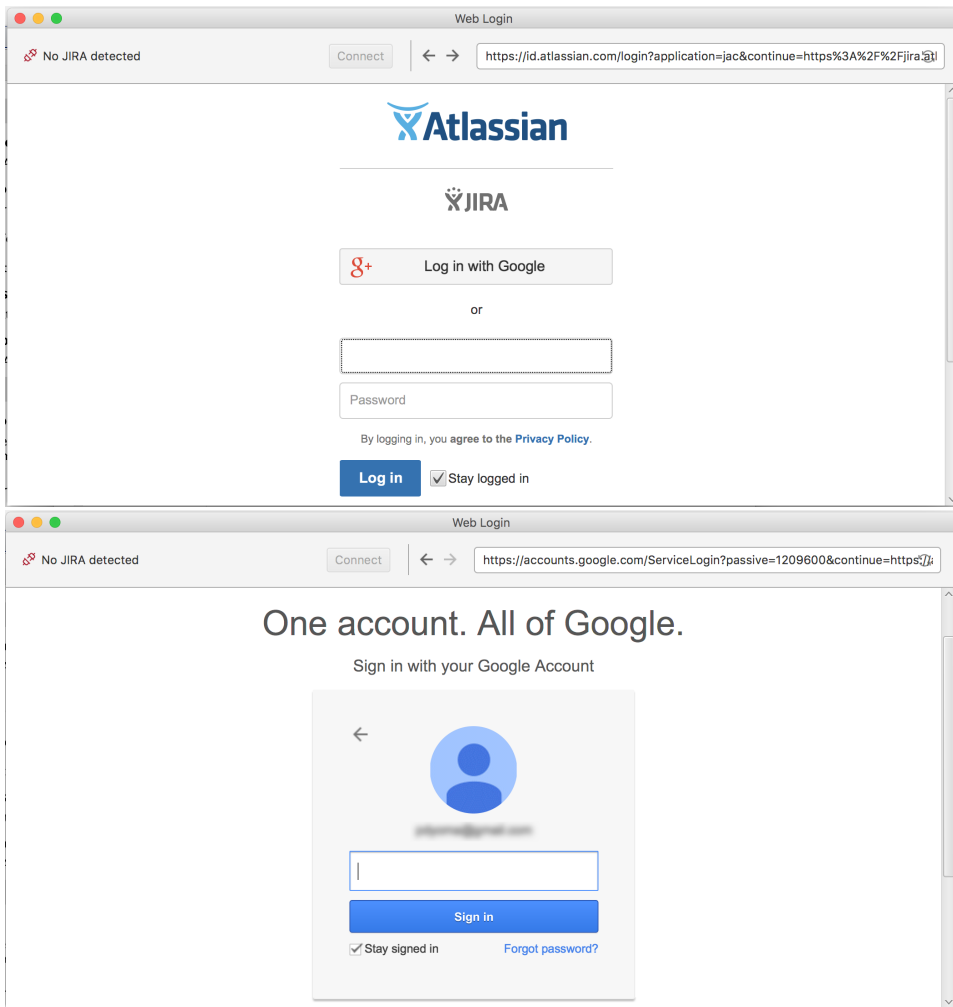 Web Login
No JIRA detected
Connect
https://id.atlassian.com/login?application=jac&continue=https%3A%2F%2Fjira.atl
Atlassian
JIRA
g+ Log in with Google
or
Password
By logging in, you agree to the Privacy Policy.
Log in
Stay logged in
Web Login
No JIRA detected
Connect
https://accounts.google.com/ServiceLogin?passive=1209600&continue=https
One account. All of Google.
Sign in with your Google Account
Sign in
Stay signed in
Forgot password?